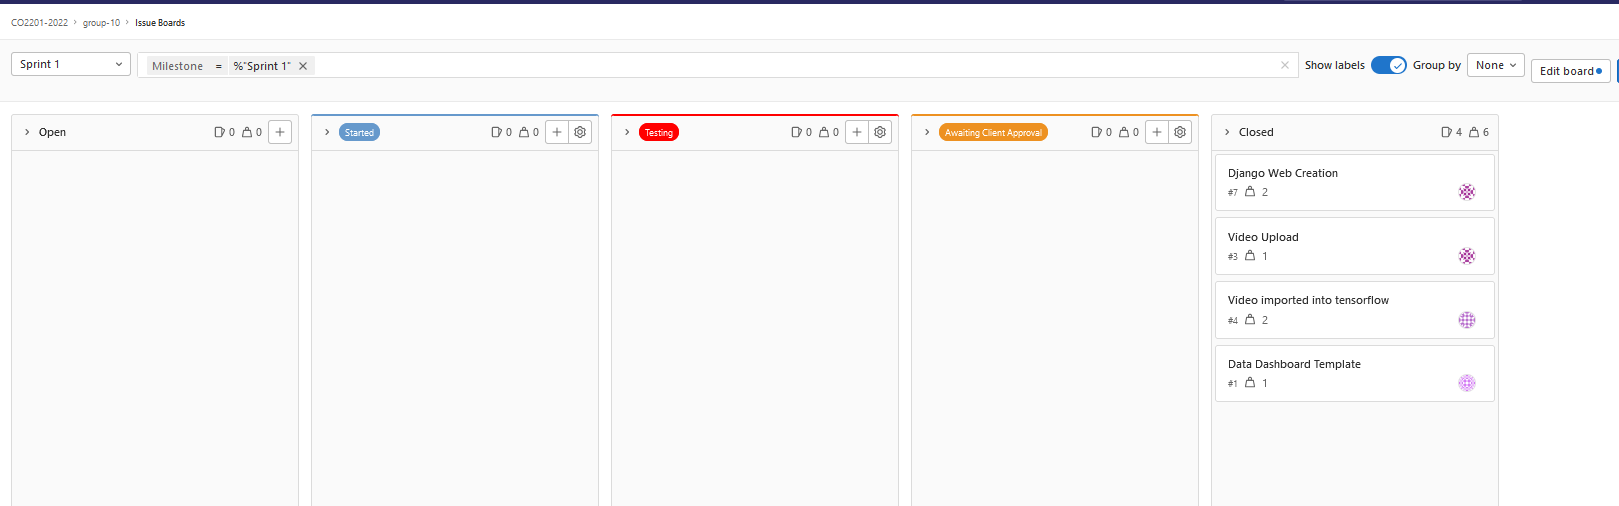 CO2201-2022 > group-10 > Issue Boards
Sprint 1
Milestone = %"Sprint 1"
Show labels
Group by
None
Edit board
Open 0 0
Started 0 0
Testing 0 0
Awaiting Client Approval 0 0
Closed 4 6
Django Web Creation
#7 2
Video Upload
#3 1
Video imported into tensorflow
#4 2
Data Dashboard Template
#1 1